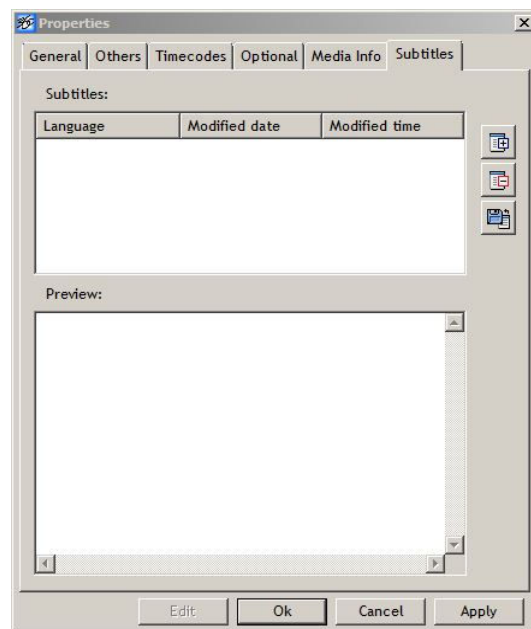 Properties
General Others Timecodes Optional Media Info Subtitles
Subtitles:
Language Modified date Modified time
Preview:
Edit Ok Cancel Apply